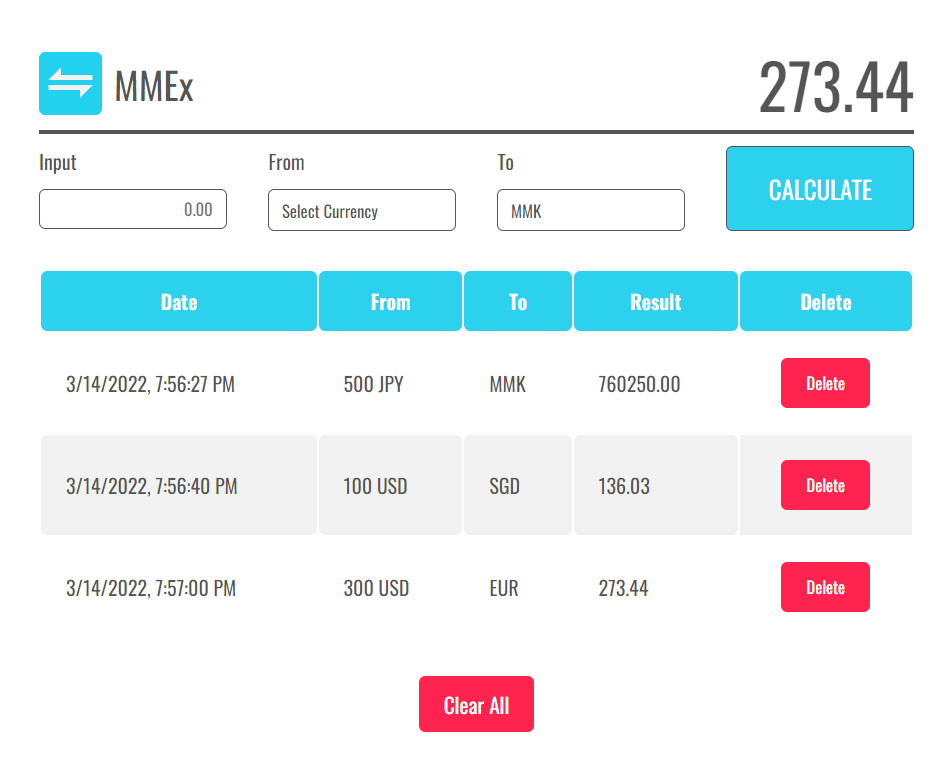 MMEx
273.44
Input
From
To
0.00
Select Currency
MMK
CALCULATE
Date From To Result Delete
3/14/2022, 7:56:27 PM 500 JPY MMK 760250.00 Delete
3/14/2022, 7:56:40 PM 100 USD SGD 136.03 Delete
3/14/2022, 7:57:00 PM 300 USD EUR 273.44 Delete
Clear All